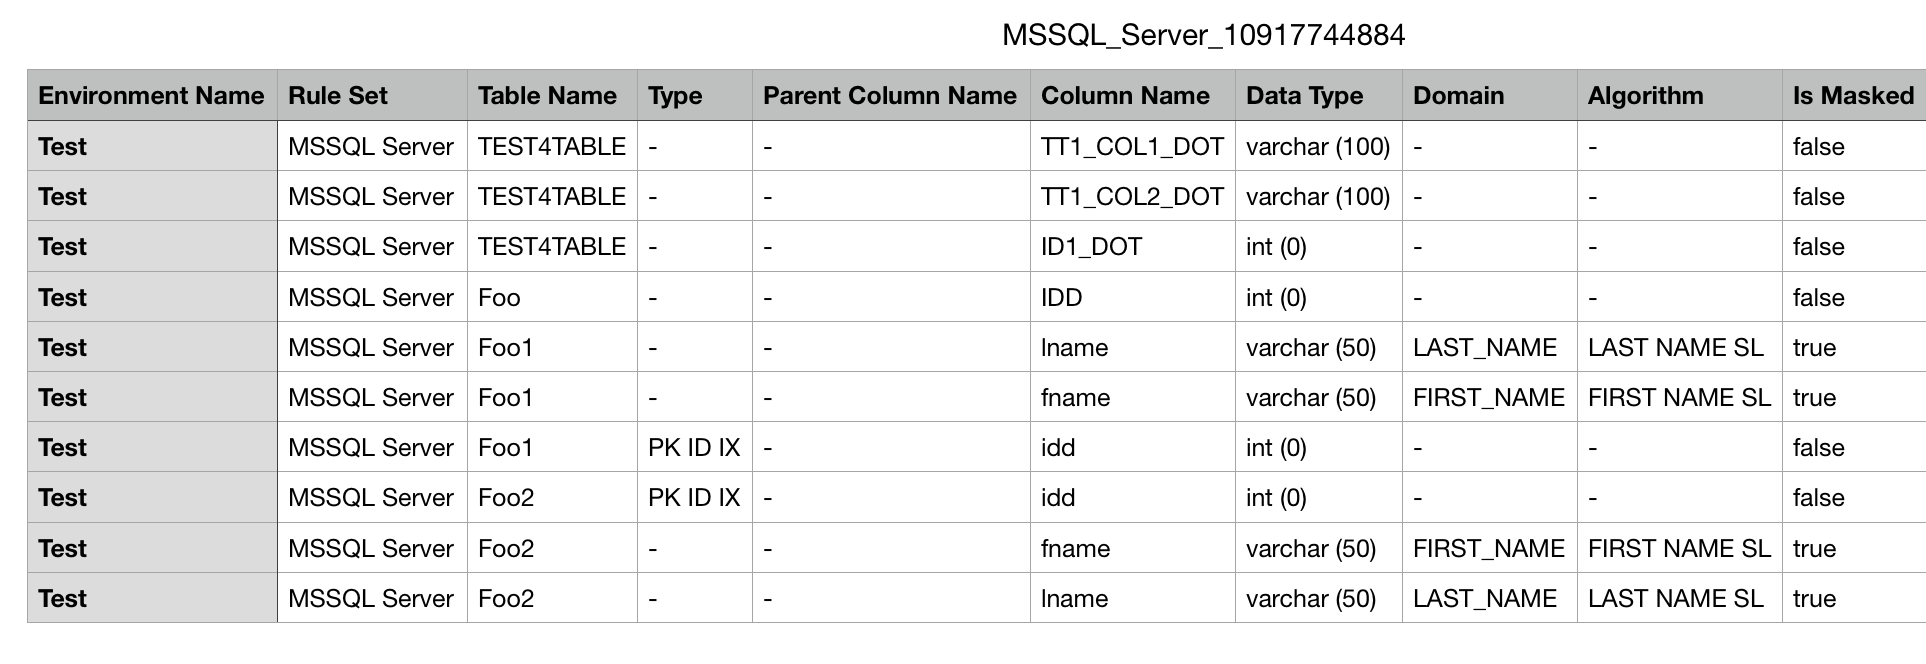 MSSQL_Server_10917744884
Environment Name Rule Set Table Name Type Parent Column Name Column Name Data Type Domain Algorithm Is Masked
Test MSSQL Server TEST4TABLE - - TT1_COL1_DOT varchar (100) - - false
Test MSSQL Server TEST4TABLE - - TT1_COL2_DOT varchar (100) - - false
Test MSSQL Server TEST4TABLE - - ID1_DOT int (0) - - false
Test MSSQL Server Foo - - IDD int (0) - - false
Test MSSQL Server Foo1 - - lname varchar (50) LAST_NAME LAST NAME SL true
Test MSSQL Server Foo1 - - fname varchar (50) FIRST_NAME FIRST NAME SL true
Test MSSQL Server Foo1 PK ID IX - idd int (0) - - false
Test MSSQL Server Foo2 PK ID IX - idd int (0) - - false
Test MSSQL Server Foo2 - - fname varchar (50) FIRST_NAME FIRST NAME SL true
Test MSSQL Server Foo2 - - lname varchar (50) LAST_NAME LAST NAME SL true